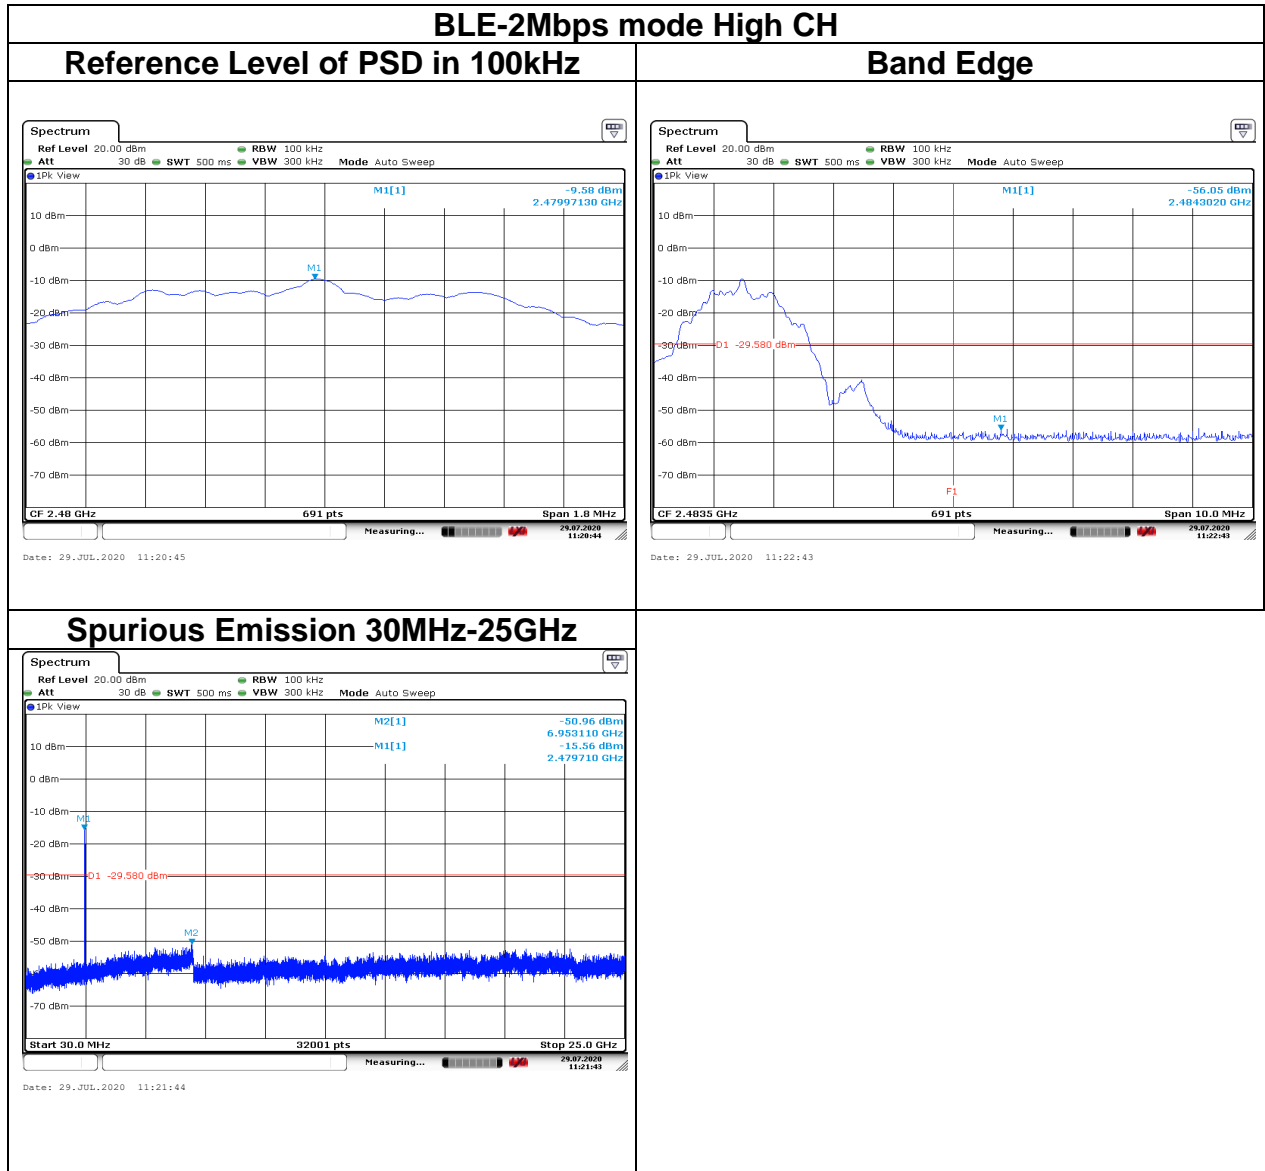 BLE-2Mbps mode High CH
Reference Level of PSD in 100kHz
Band Edge
Spectrum
Ref Level 20.00 dBm RBW 100 kHz
Att 30 dB SWT 500 ms VBW 300 kHz Mode Auto Sweep
1Pk View
M1[1] -9.58 dBm
2.47997130 GHz
10 dBm
0 dBm
M1
-10 dBm
-20 dBm
-30 dBm
-40 dBm
-50 dBm
-60 dBm
-70 dBm
CF 2.48 GHz 691 pts Span 1.8 MHz
Measuring... 29.07.2020
11:20:44
Date: 29.JUL.2020 11:20:45
Spectrum
Ref Level 20.00 dBm RBW 100 kHz
Att 30 dB SWT 500 ms VBW 300 kHz Mode Auto Sweep
1Pk View
M1[1] -56.05 dBm
2.4843020 GHz
10 dBm
0 dBm
-10 dBm
-20 dBm
-30 dBm D1 -29.580 dBm
-40 dBm
-50 dBm
M1
-60 dBm
-70 dBm
F1
CF 2.4835 GHz 691 pts Span 10.0 MHz
Measuring... 29.07.2020
11:22:43
Date: 29.JUL.2020 11:22:43
Spurious Emission 30MHz-25GHz
Spectrum
Ref Level 20.00 dBm RBW 100 kHz
Att 30 dB SWT 500 ms VBW 300 kHz Mode Auto Sweep
1Pk View
M2[1] -50.96 dBm
6.953110 GHz
10 dBm M1[1] -15.56 dBm
2.479710 GHz
0 dBm
-10 dBm
M1
-20 dBm
-30 dBm D1 -29.580 dBm
-40 dBm
M2
-50 dBm
-70 dBm
Start 30.0 MHz 32001 pts Stop 25.0 GHz
Measuring... 29.07.2020
11:21:43
Date: 29.JUL.2020 11:21:44